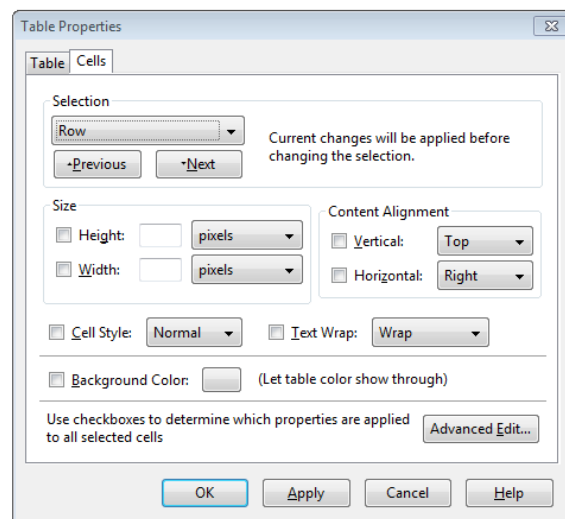 Table Properties
Table Cells
Selection
Row
Previous Next
Current changes will be applied before
changing the selection.
Size
Height: pixels
Width: pixels
Content Alignment
Vertical: Top
Horizontal: Right
Cell Style: Normal Text Wrap: Wrap
Background Color: (Let table color show through)
Use checkboxes to determine which properties are applied
to all selected cells
Advanced Edit...
OK Apply Cancel Help